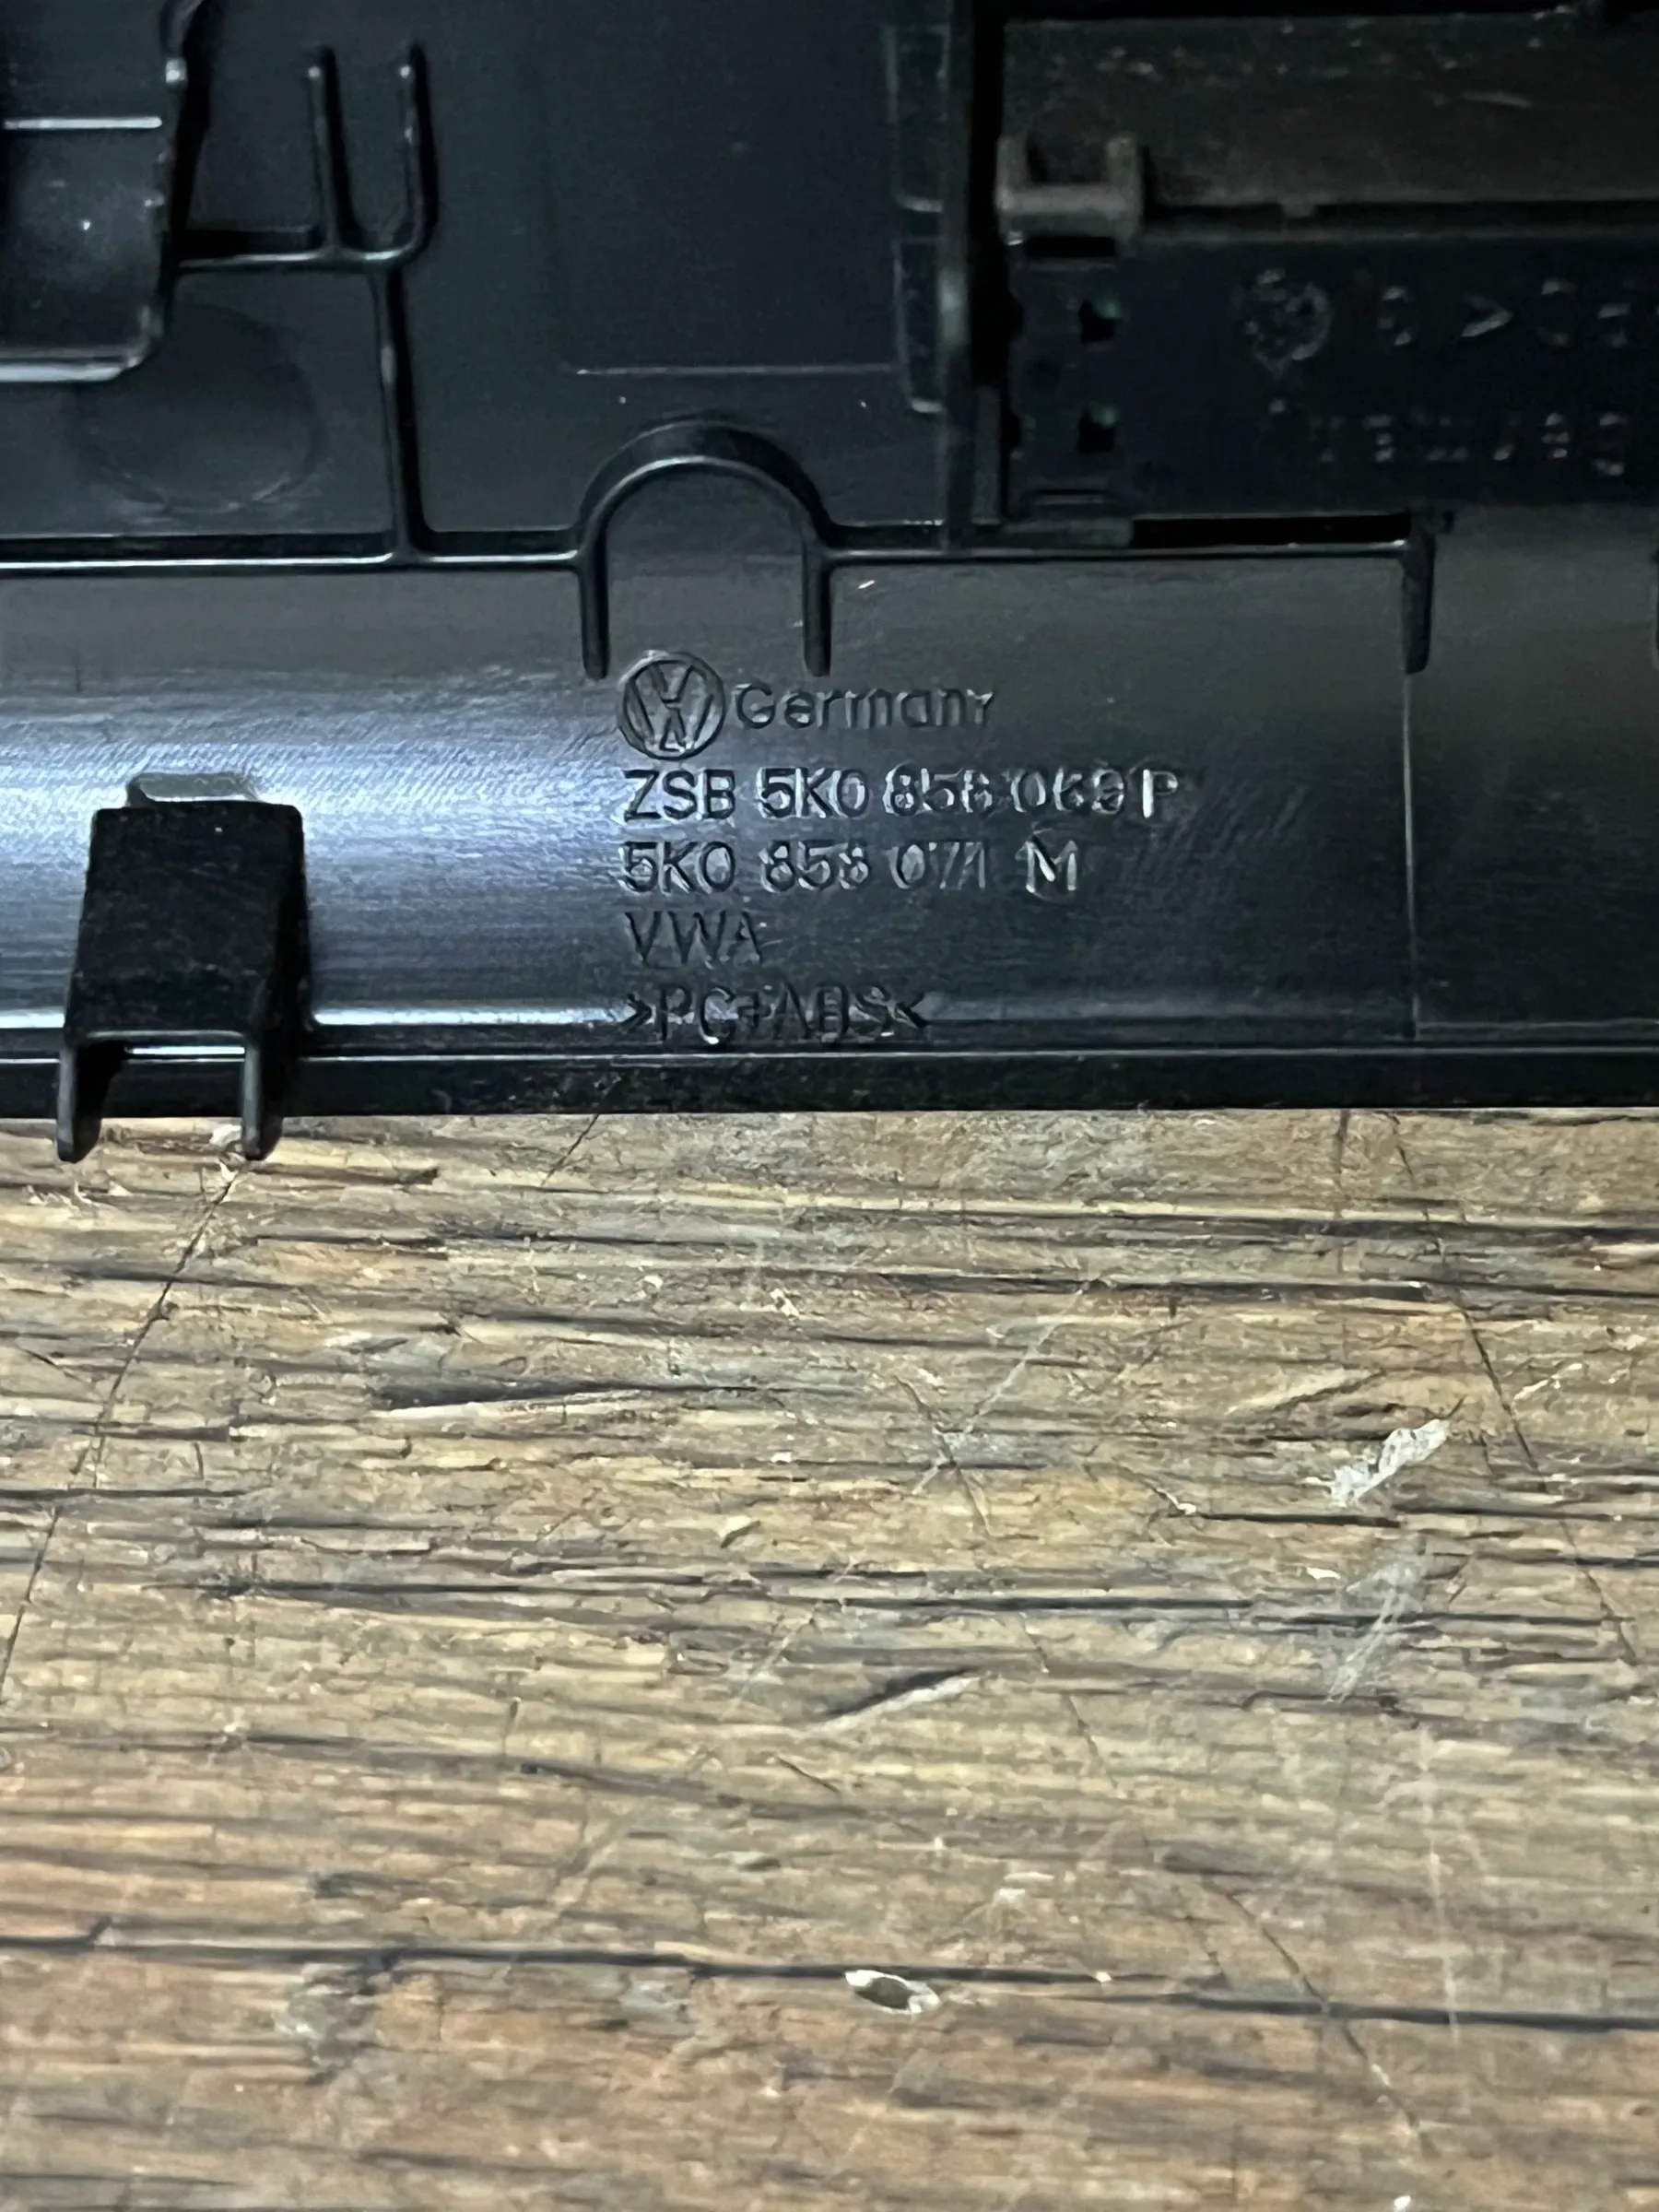 Germany
ZSB 5K0 858 069 P
5K0 858 071 M
VWA
>PC+ABS<